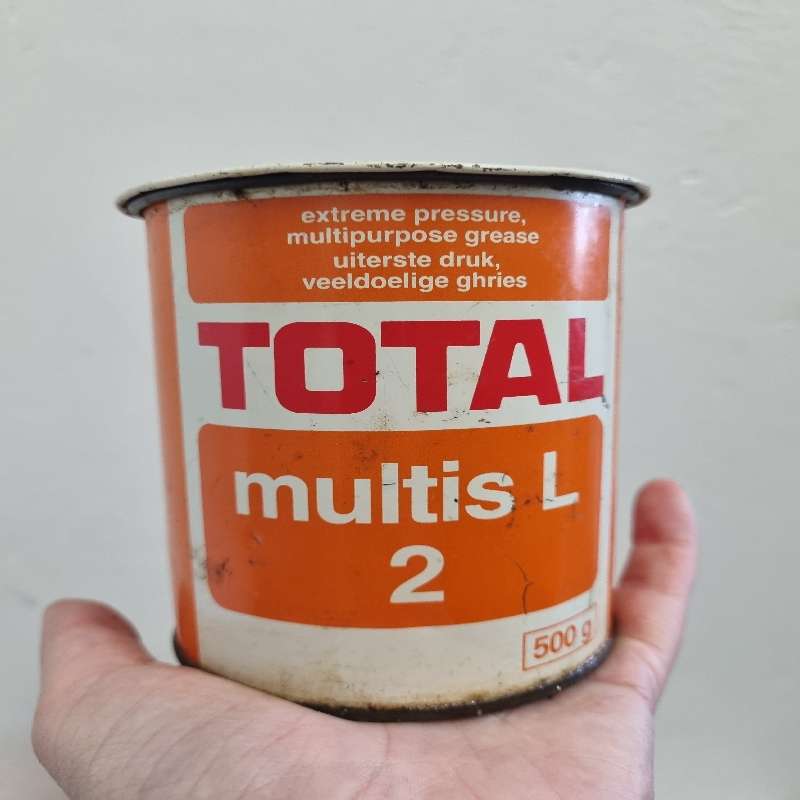 extreme pressure,
multipurpose grease
uiterste druk,
veeldoelige ghries
TOTAL
multis L
2
500 g